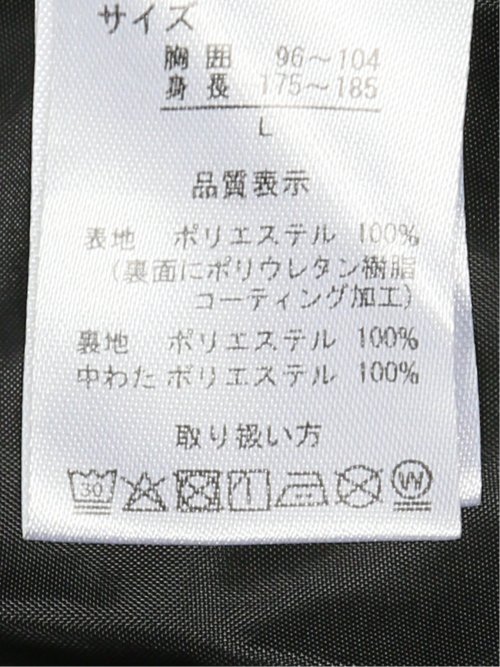 サイズ
胸囲 96～104
身長 175～185
L
品質表示
表地 ポリエステル 100%
(裏面にポリウレタン樹脂
コーティング加工)
裏地 ポリエステル 100%
中わた ポリエステル 100%
取り扱い方
30 W